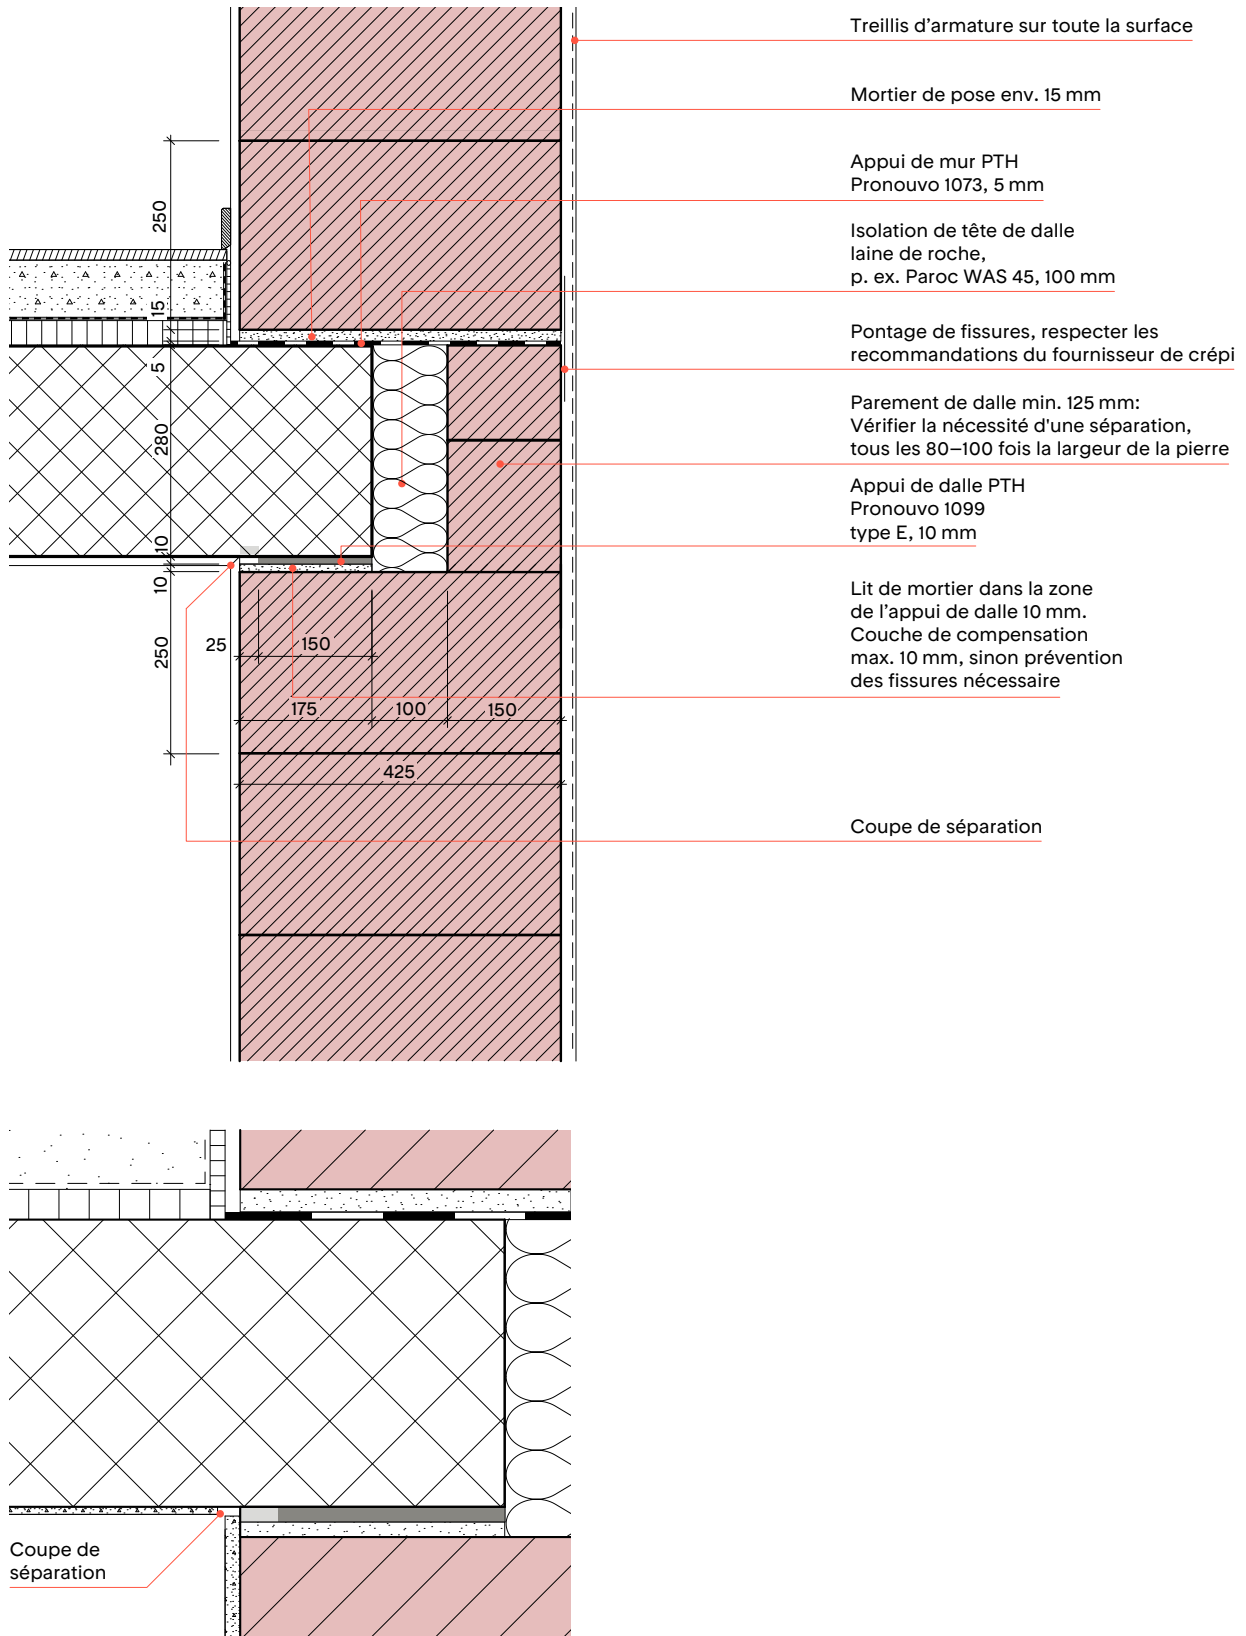 Treillis d'armature sur toute la surface
Mortier de pose env. 15 mm
Appui de mur PTH
Pronouvo 1073, 5 mm
Isolation de tête de dalle
laine de roche,
p. ex. Paroc WAS 45, 100 mm
Pontage de fissures, respecter les
recommandations du fournisseur de crépi
Parement de dalle min. 125 mm:
Vérifier la nécessité d'une séparation,
tous les 80–100 fois la largeur de la pierre
Appui de dalle PTH
Pronouvo 1099
type E, 10 mm
Lit de mortier dans la zone
de l'appui de dalle 10 mm.
Couche de compensation
max. 10 mm, sinon prévention
des fissures nécessaire
Coupe de séparation
250
15
5
280
10
10
250
25
150
175
100
150
425
Coupe de
séparation